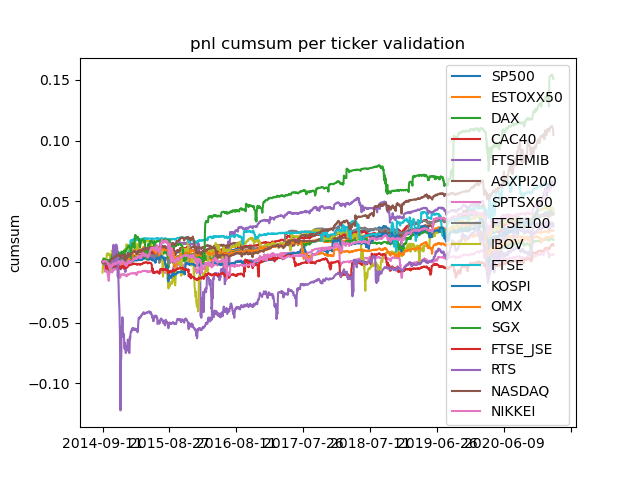 pnl cumsum per ticker validation
cumsum
0.15
0.10
0.05
0.00
−0.05
−0.10
2014-09-11 2015-08-27 2016-08-11 2017-07-26 2018-07-11 2019-06-26 2020-06-09
SP500
ESTOXX50
DAX
CAC40
FTSEMIB
ASXPI200
SPTSX60
FTSE100
IBOV
FTSE
KOSPI
OMX
SGX
FTSE_JSE
RTS
NASDAQ
NIKKEI